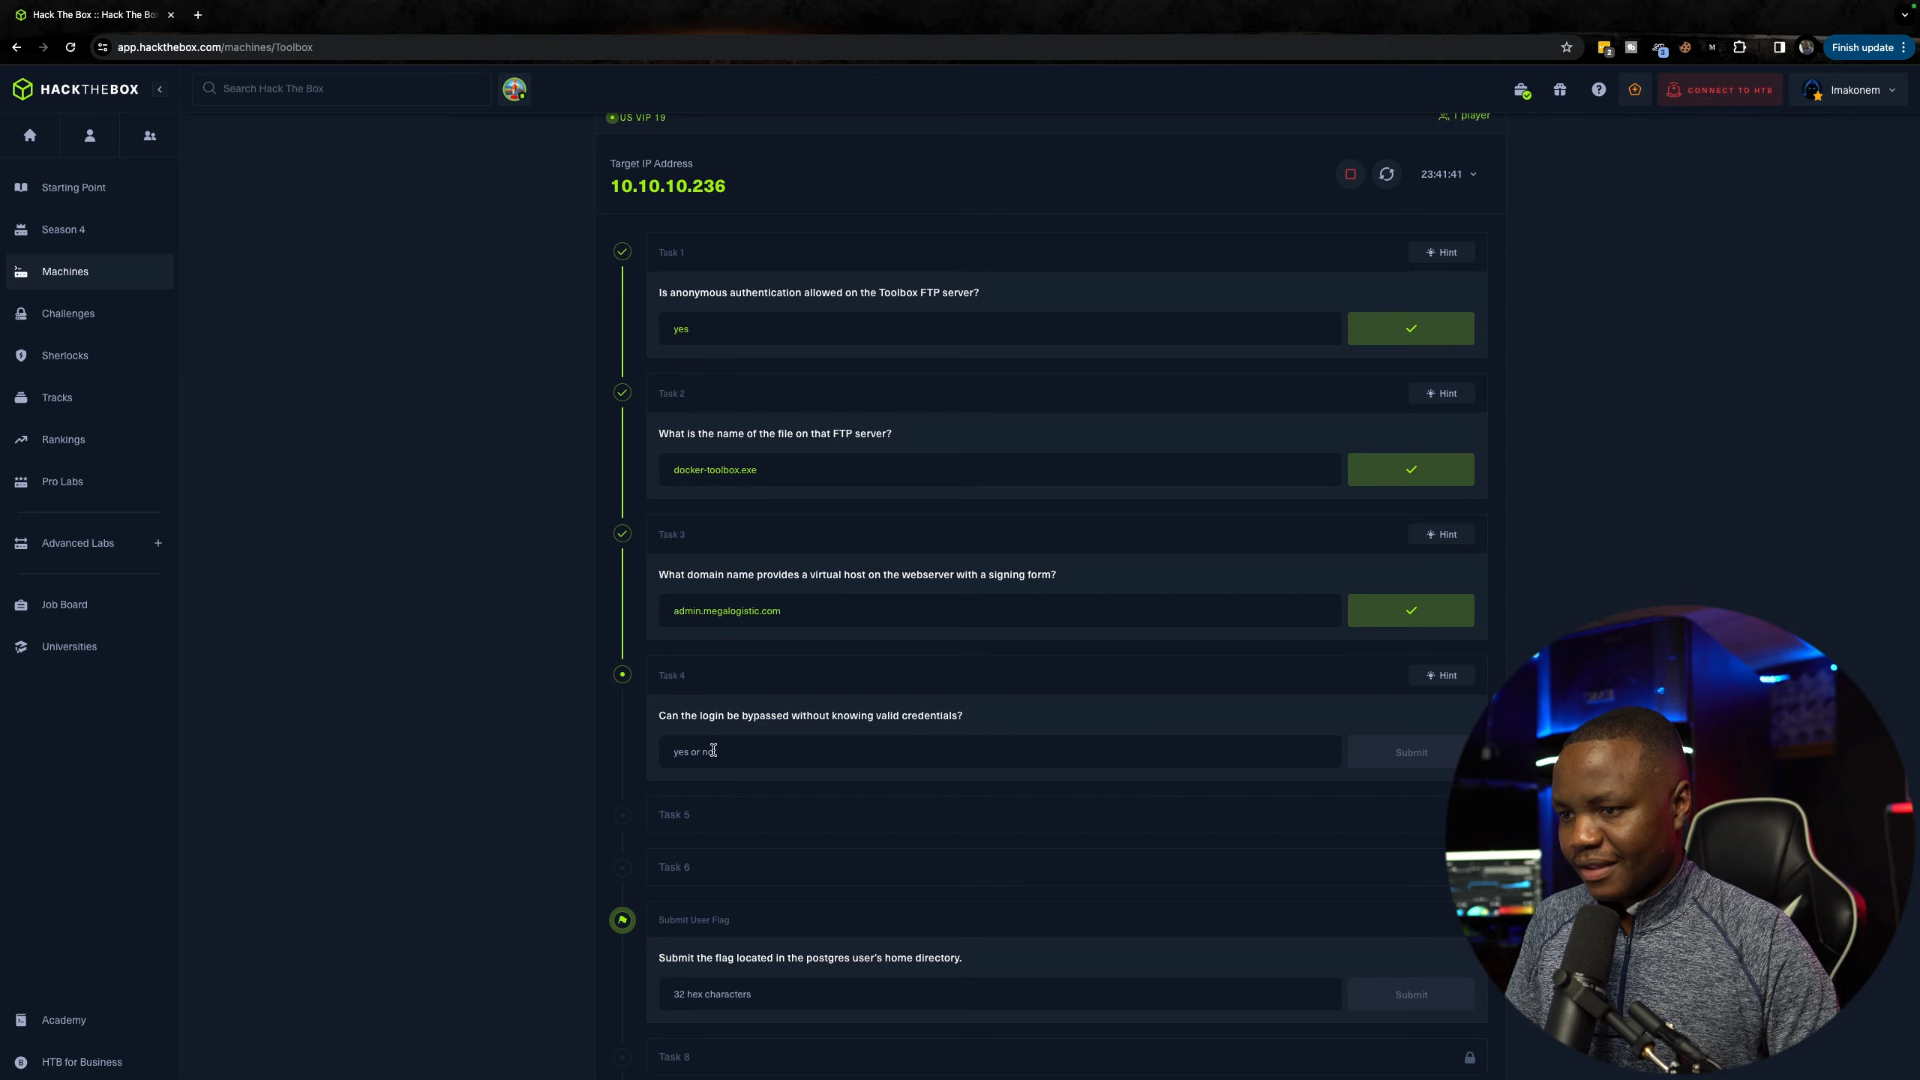 Hack The Box :: Hack The Bo
app.hackthebox.com/machines/Toolbox
2
3
M
Finish update
HACKTHEBOX
Search Hack The Box
CONNECT TO HTB
lmakonem
Starting Point
Season 4
Machines
Challenges
Sherlocks
Tracks
Rankings
Pro Labs
Advanced Labs
Job Board
Universities
Academy
HTB for Business
US VIP 19
1 player
Target IP Address
10.10.10.236
23:41:41
Task 1
Hint
Is anonymous authentication allowed on the Toolbox FTP server?
yes
Task 2
Hint
What is the name of the file on that FTP server?
docker-toolbox.exe
Task 3
Hint
What domain name provides a virtual host on the webserver with a signing form?
admin.megalogistic.com
Task 4
Hint
Can the login be bypassed without knowing valid credentials?
yes or no
Submit
Task 5
Task 6
Submit User Flag
Submit the flag located in the postgres user's home directory.
32 hex characters
Submit
Task 8